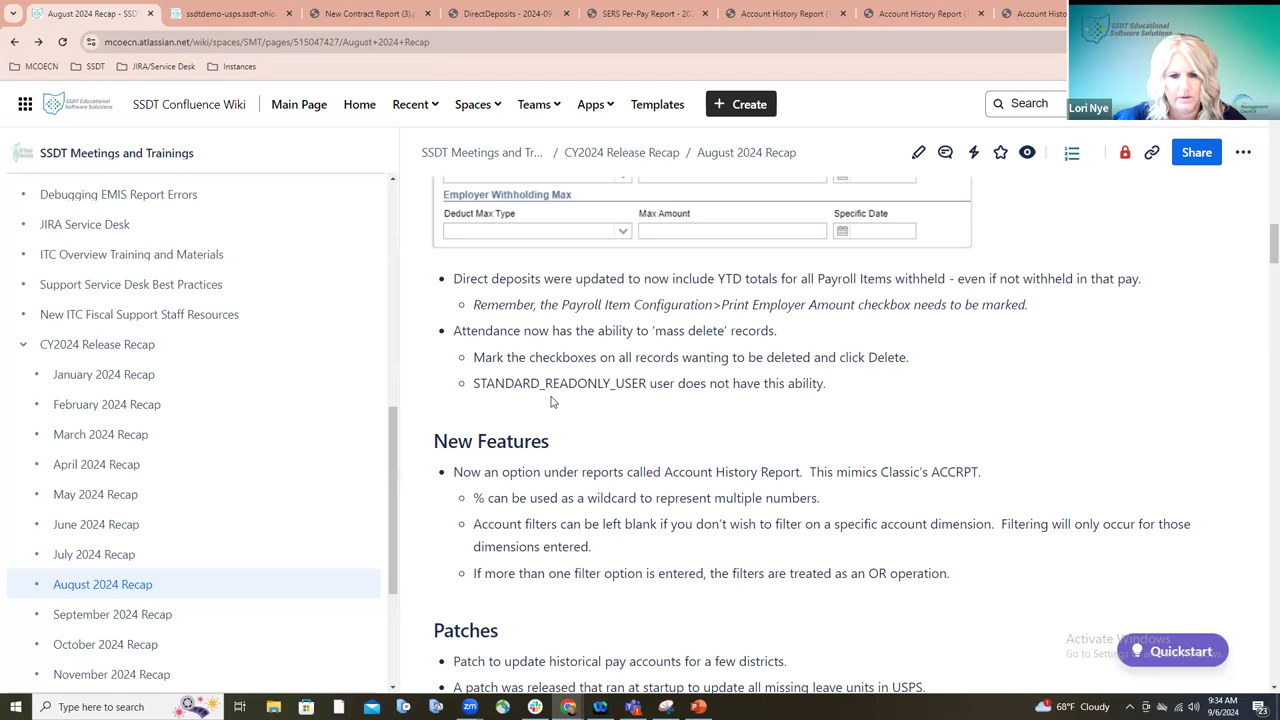 ssdtdemo-usps.ssdt.ohio
New Contract Report (3)
DirectDeposits - 2024-09
SERS Per Pay Report - 20
Account History Report (1
Account History Report (1
Account Histo
mcoecn.atlassian.net/wiki/spaces/SMT/pages/515047427/August+2024+Recap
MCOECN
SSDT
JIRA/Service Desk
Instances
SSDT Educational
Software Solutions
Lori Nye
SSDT Confluence Wiki
Main Page
Home
Recent
Spaces
Teams
Apps
Templates
+ Create
Search
SSDT Meetings and Trainings
SSDT Meetings and Tr... / CY2024 Release Recap / August 2024 Recap
Share
Debugging EMIS Report Errors
JIRA Service Desk
ITC Overview Training and Materials
Support Service Desk Best Practices
New ITC Fiscal Support Staff Resources
CY2024 Release Recap
January 2024 Recap
February 2024 Recap
March 2024 Recap
April 2024 Recap
May 2024 Recap
June 2024 Recap
July 2024 Recap
August 2024 Recap
September 2024 Recap
October 2024 Recap
November 2024 Recap
Employer Withholding Max
Deduct Max Type Max Amount Specific Date
• Direct deposits were updated to now include YTD totals for all Payroll Items withheld - even if not withheld in that pay.
Remember, the Payroll Item Configuration>Print Employer Amount checkbox needs to be marked.
• Attendance now has the ability to ‘mass delete’ records.
Mark the checkboxes on all records wanting to be deleted and click Delete.
STANDARD_READONLY_USER user does not have this ability.
New Features
• Now an option under reports called Account History Report. This mimics Classic’s ACCRPT.
% can be used as a wildcard to represent multiple numbers.
Account filters can be left blank if you don’t wish to filter on a specific account dimension. Filtering will only occur for those
dimensions entered.
If more than one filter option is entered, the filters are treated as an OR operation.
Patches
• Patch to update historical pay accounts for a few districts.
• A patch was released that ran at startup to update all missing leave units in USPS.
Activate Windows
Quickstart
Type here to search
68°F Cloudy
9:34 AM
9/6/2024
23